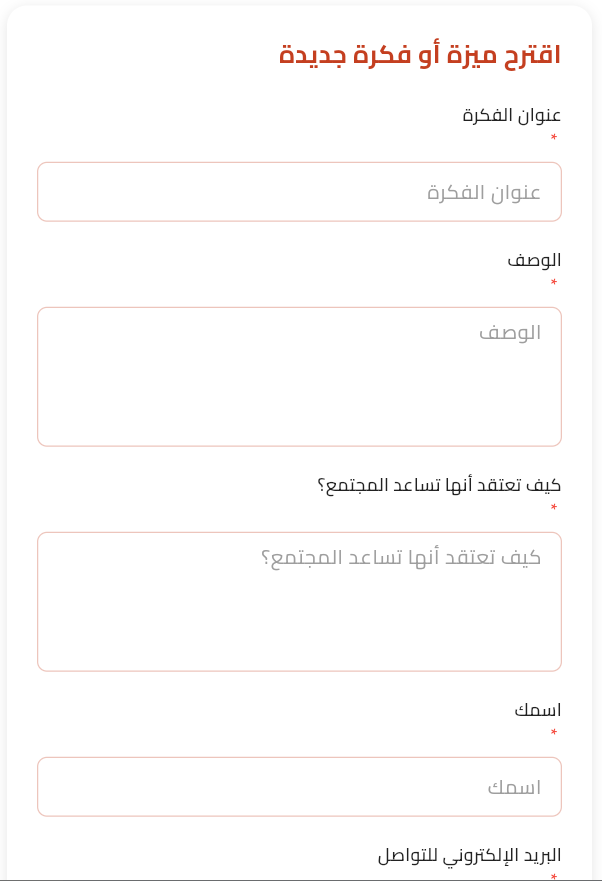 اقترح ميزة أو فكرة جديدة
عنوان الفكرة
*
عنوان الفكرة
الوصف
*
الوصف
كيف تعتقد أنها تساعد المجتمع؟
*
كيف تعتقد أنها تساعد المجتمع؟
اسمك
*
اسمك
البريد الإلكتروني للتواصل
*